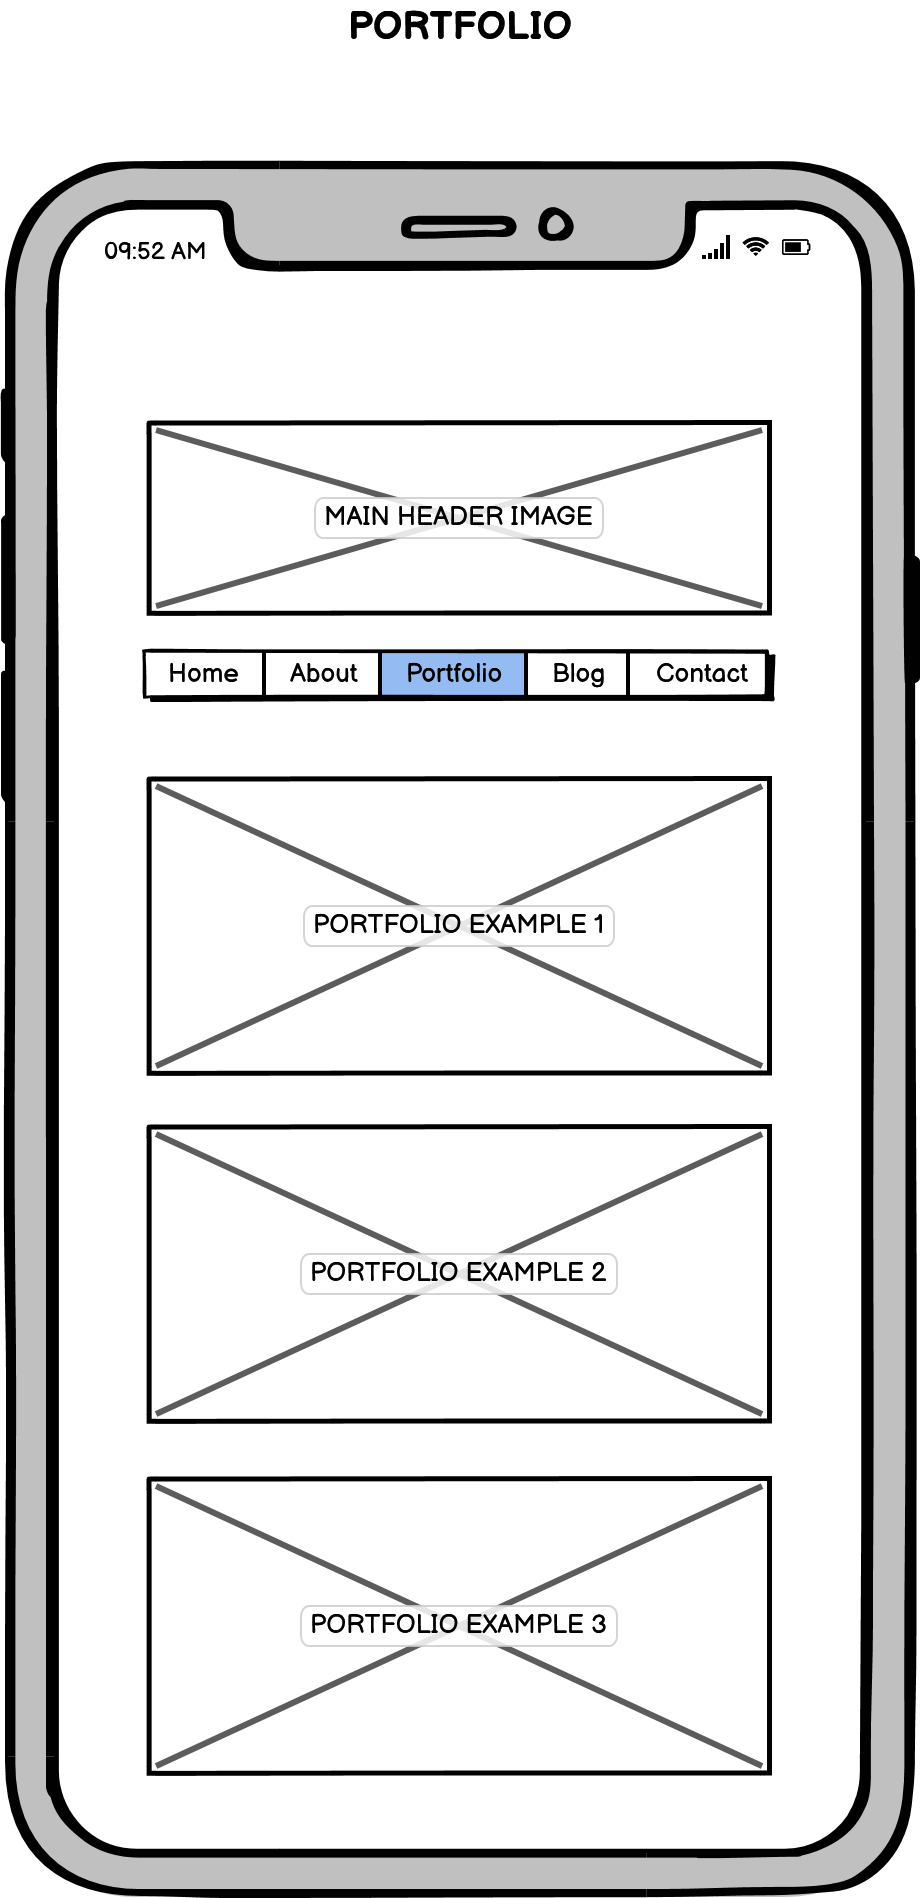 PORTFOLIO
09:52 AM
MAIN HEADER IMAGE
Home About Portfolio Blog Contact
PORTFOLIO EXAMPLE 1
PORTFOLIO EXAMPLE 2
PORTFOLIO EXAMPLE 3